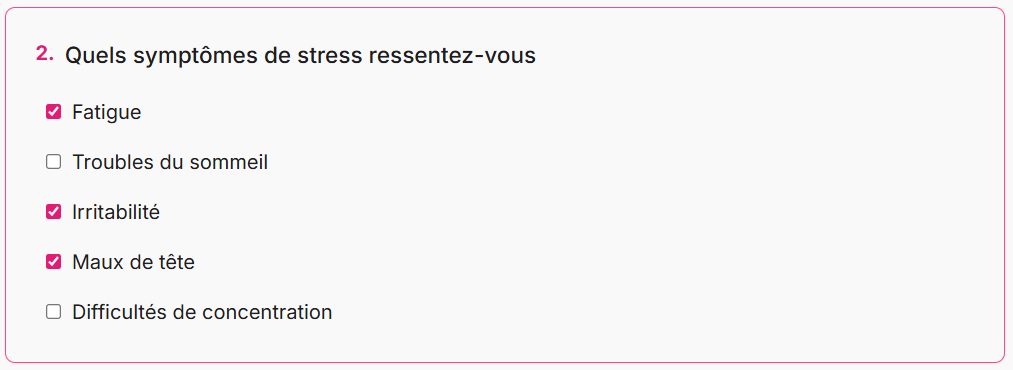 2. Quels symptômes de stress ressentez-vous
Fatigue
Troubles du sommeil
Irritabilité
Maux de tête
Difficultés de concentration